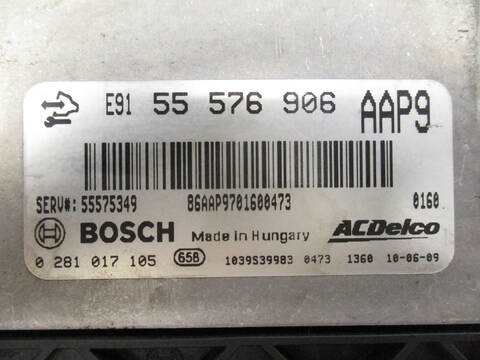 E91 55 576 906 AAP9
SERV#: 55575349 86AAP9701600473 0160
BOSCH Made in Hungary ACDelco
0 281 017 105 65B 1039S39983 0473 1360 10-06-09